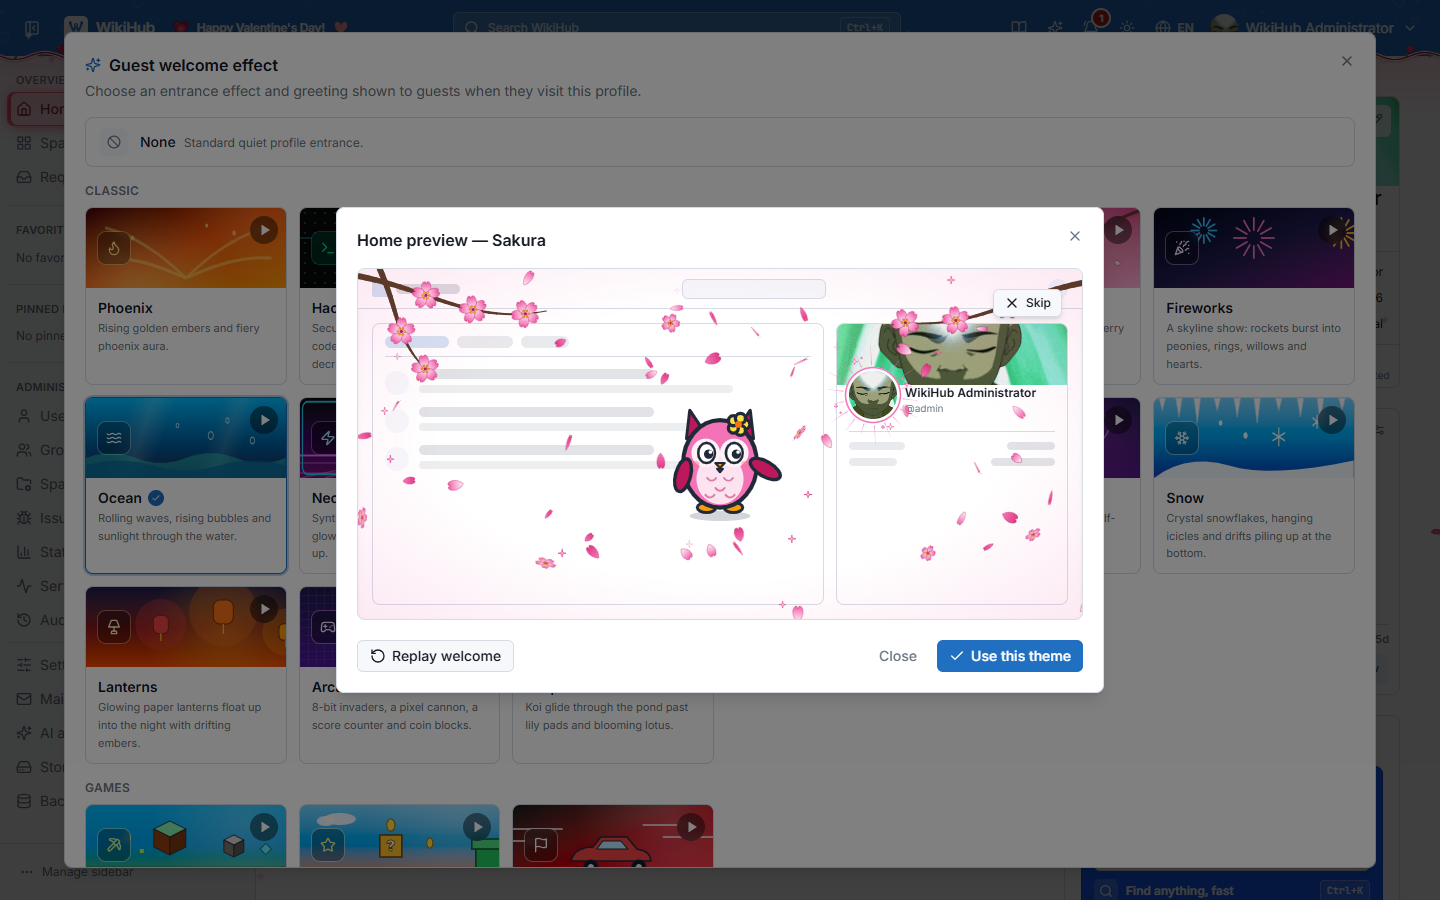 WikiHub
Happy Valentine's Day!
Search WikiHub
Ctrl+K
1
EN
WikiHub Administrator
Guest welcome effect
Choose an entrance effect and greeting shown to guests when they visit this profile.
None
Standard quiet profile entrance.
CLASSIC
Phoenix
Rising golden embers and fiery
phoenix aura.
Fireworks
A skyline show: rockets burst into
peonies, rings, willows and
hearts.
Ocean
Rolling waves, rising bubbles and
sunlight through the water.
Snow
Crystal snowflakes, hanging
icicles and drifts piling up at the
bottom.
Home preview — Sakura
Skip
WikiHub Administrator
@admin
Replay welcome
Close
Use this theme
Lanterns
Glowing paper lanterns float up
into the night with drifting
embers.
8-bit invaders, a pixel cannon, a
score counter and coin blocks.
Koi glide through the pond past
lily pads and blooming lotus.
GAMES
Manage sidebar
Find anything, fast
Ctrl+K